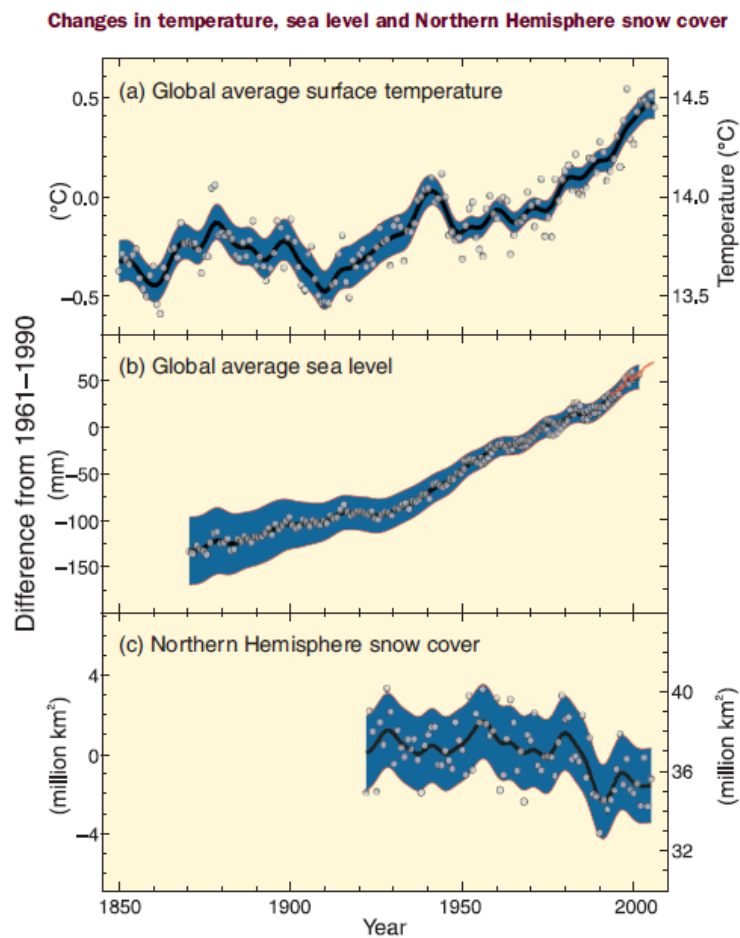 Changes in temperature, sea level and Northern Hemisphere snow cover
Difference from 1961–1990
(a) Global average surface temperature
(°C)
0.5
0.0
–0.5
14.5
14.0
13.5
Temperature (°C)
(b) Global average sea level
(mm)
50
0
–50
–100
–150
(c) Northern Hemisphere snow cover
(million km²)
4
0
–4
40
36
32
(million km²)
1850 1900 1950 2000
Year